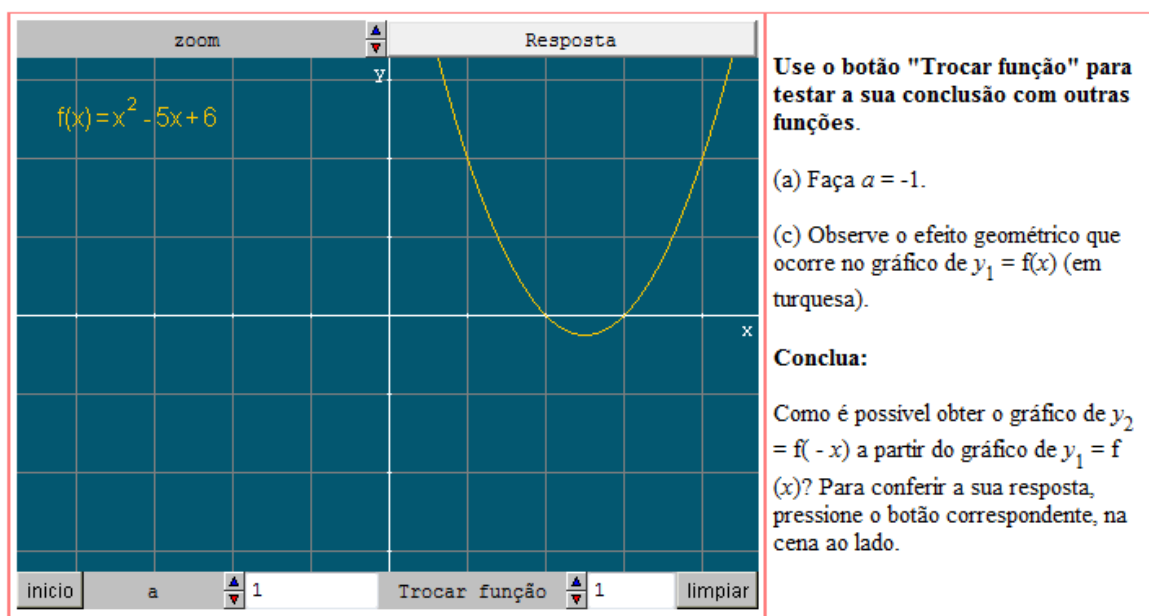 zoom
Resposta
y
f(x)=x² -5x+6
x
inicio
a
1
Trocar função
1
limpiar
Use o botão "Trocar função" para
testar a sua conclusão com outras
funções.
(a) Faça a = -1.
(c) Observe o efeito geométrico que
ocorre no gráfico de y₁ = f(x) (em
turquesa).
Conclua:
Como é possível obter o gráfico de y₂
= f( - x) a partir do gráfico de y₁ = f
(x)? Para conferir a sua resposta,
pressione o botão correspondente, na
cena ao lado.